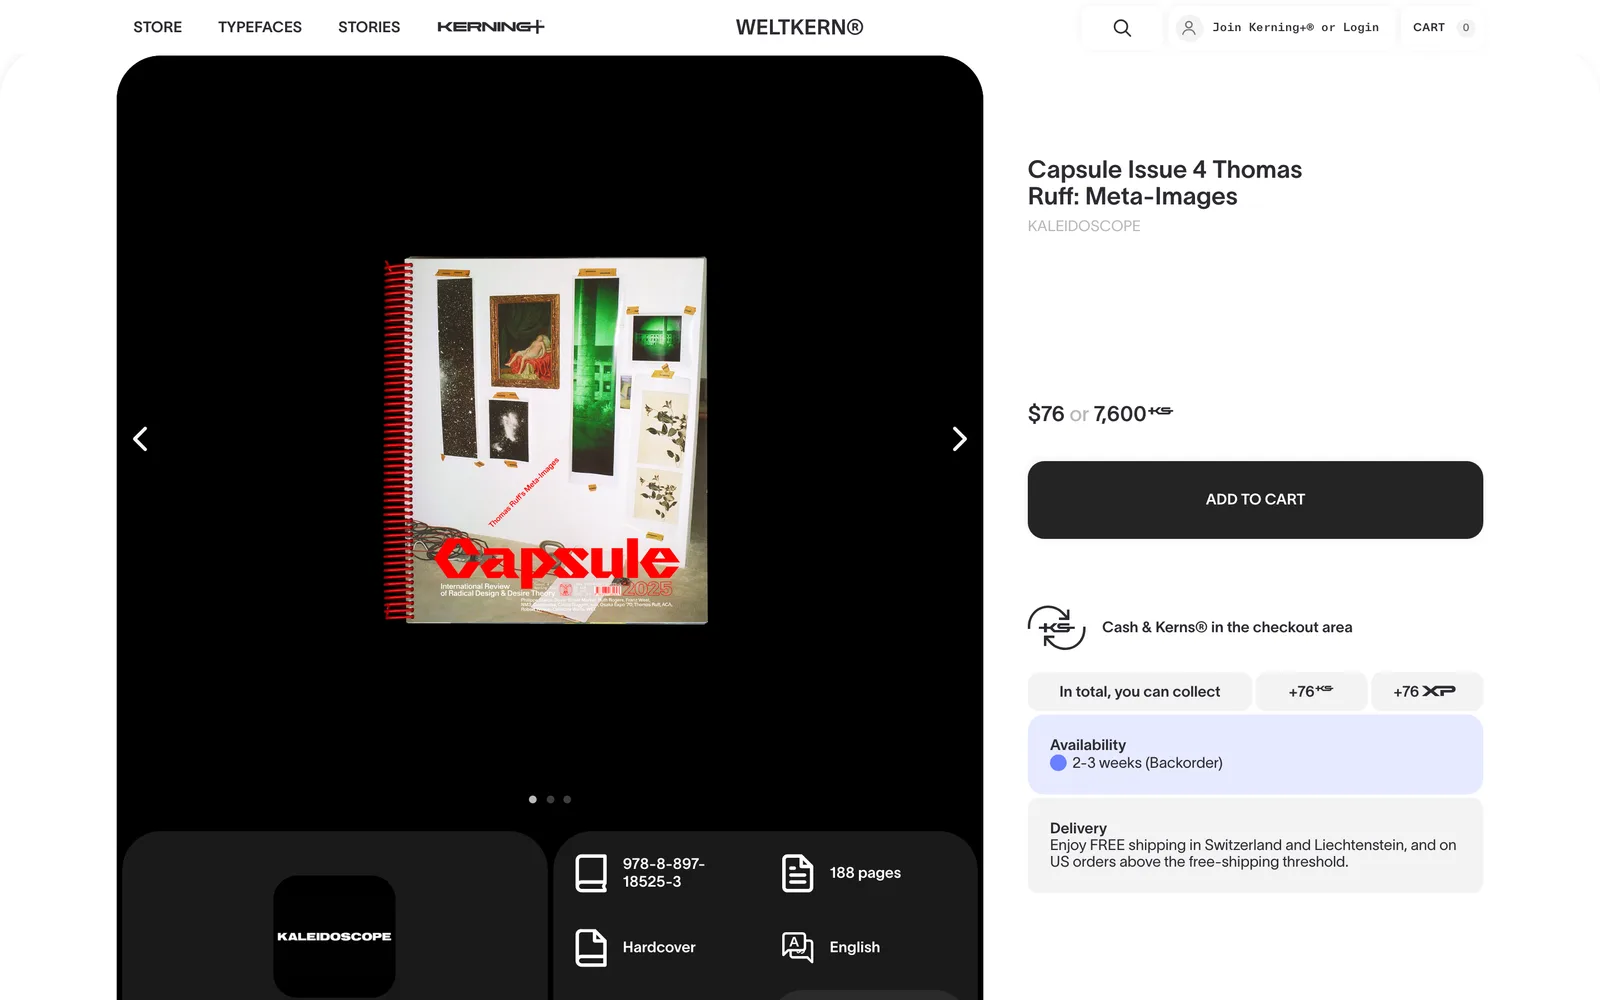 STORE
TYPEFACES
STORIES
KERNING+
WELTKERN®
Join Kerning+® or Login
CART 0
Capsule Issue 4 Thomas
Ruff: Meta-Images
KALEIDOSCOPE
$76 or 7,600 KS
ADD TO CART
Cash & Kerns® in the checkout area
In total, you can collect
+76 KS
+76 XP
Availability
2-3 weeks (Backorder)
Delivery
Enjoy FREE shipping in Switzerland and Liechtenstein, and on
US orders above the free-shipping threshold.
Thomas Ruff's Meta-Images
Capsule
International Review
of Radical Design & Desire Theory
2025
KALEIDOSCOPE
978-8-897-
18525-3
188 pages
Hardcover
English